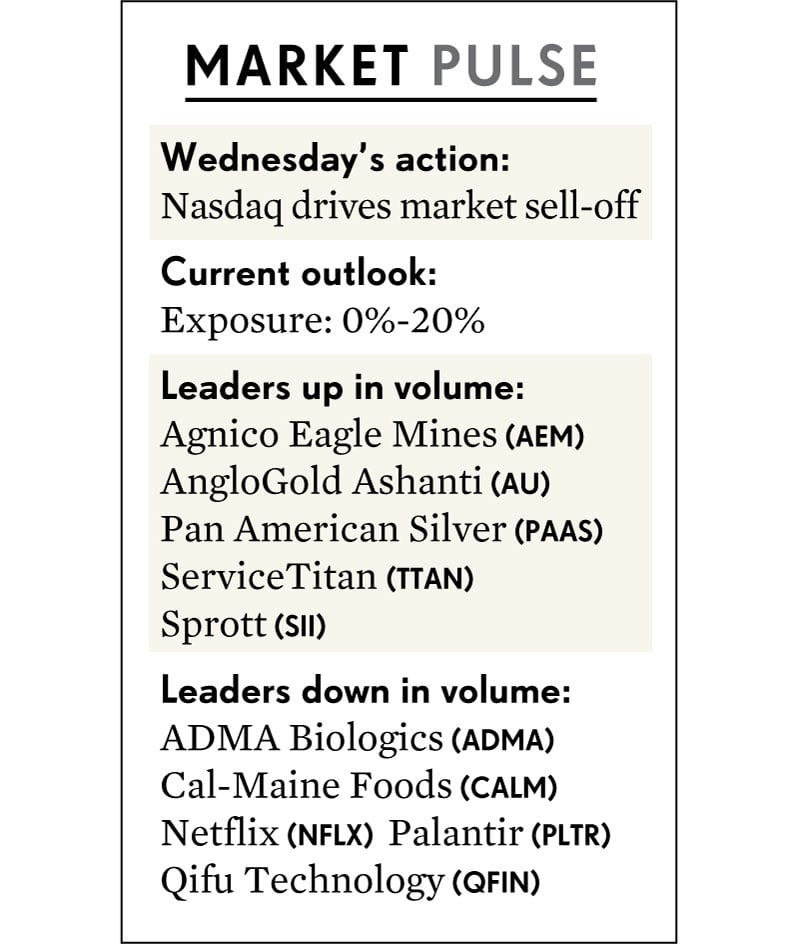 MARKET PULSE
Wednesday’s action:
Nasdaq drives market sell-off
Current outlook:
Exposure: 0%-20%
Leaders up in volume:
Agnico Eagle Mines (AEM)
AngloGold Ashanti (AU)
Pan American Silver (PAAS)
ServiceTitan (TTAN)
Sprott (SII)
Leaders down in volume:
ADMA Biologics (ADMA)
Cal-Maine Foods (CALM)
Netflix (NFLX) Palantir (PLTR)
Qifu Technology (QFIN)